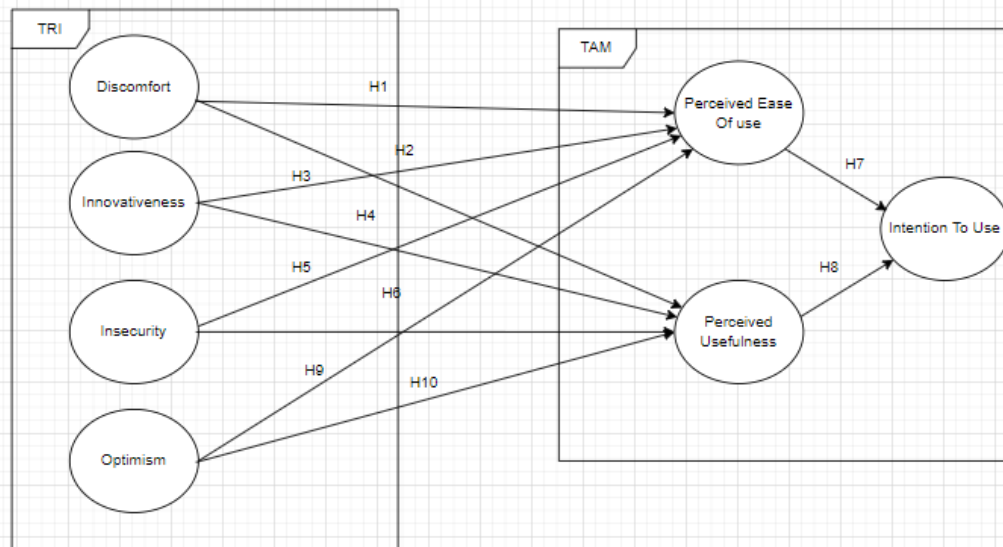 TRI
TAM
Discomfort
H1
Perceived Ease
Of use
H2
H7
H3
Innovativeness
H4
Intention To Use
H5
H8
H6
Insecurity
Perceived
Usefulness
H9
H10
Optimism